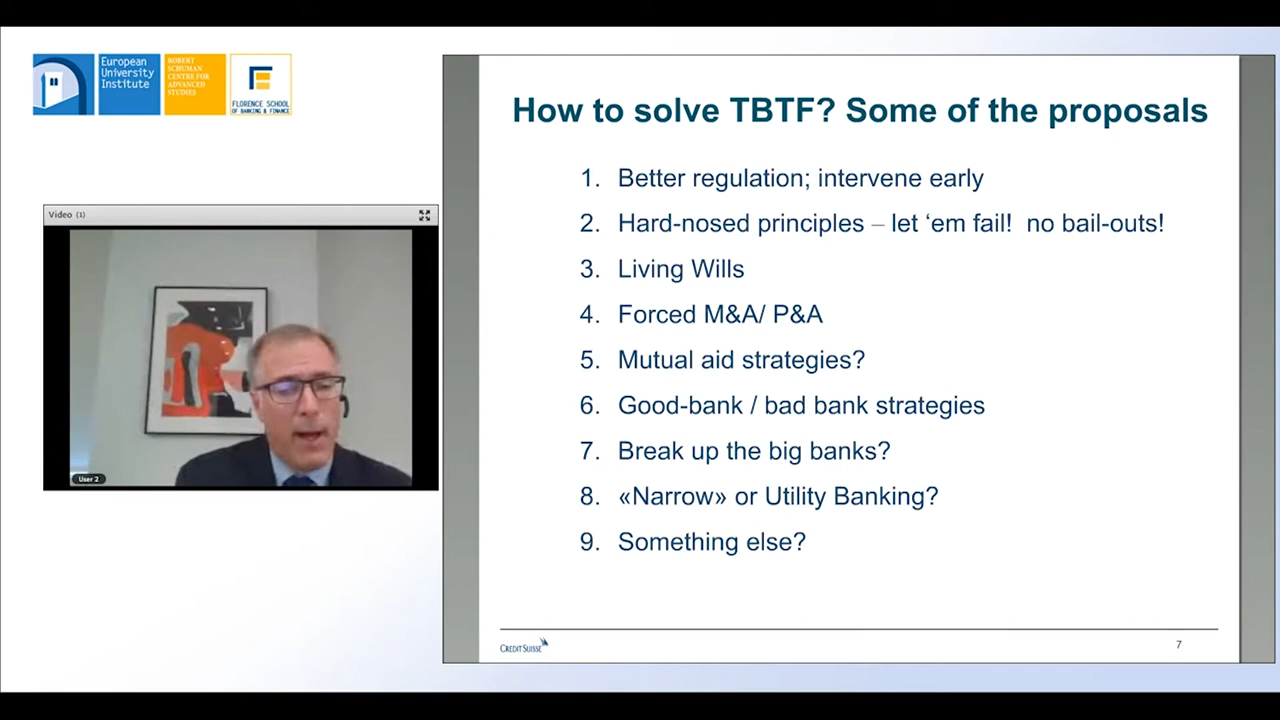 European
University
Institute
ROBERT
SCHUMAN
CENTRE FOR
ADVANCED
STUDIES
FLORENCE SCHOOL
OF BANKING & FINANCE
Video (1)
User 2
How to solve TBTF? Some of the proposals
1. Better regulation; intervene early
2. Hard-nosed principles – let ‘em fail! no bail-outs!
3. Living Wills
4. Forced M&A/ P&A
5. Mutual aid strategies?
6. Good-bank / bad bank strategies
7. Break up the big banks?
8. «Narrow» or Utility Banking?
9. Something else?
CREDIT SUISSE
7